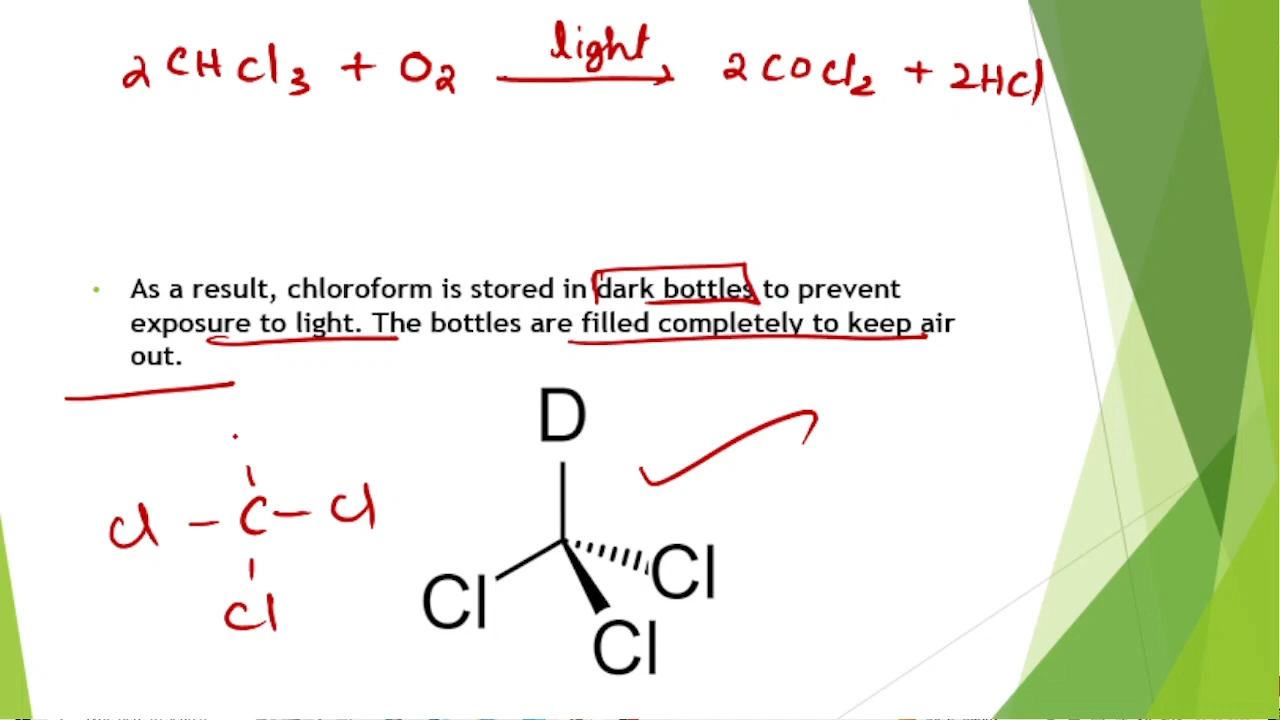 2CHCl3 + O2 light 2COCl2 + 2HCl
• As a result, chloroform is stored in dark bottles to prevent
exposure to light. The bottles are filled completely to keep air
out.
D
Cl – C – Cl
Cl
Cl
Cl
Cl